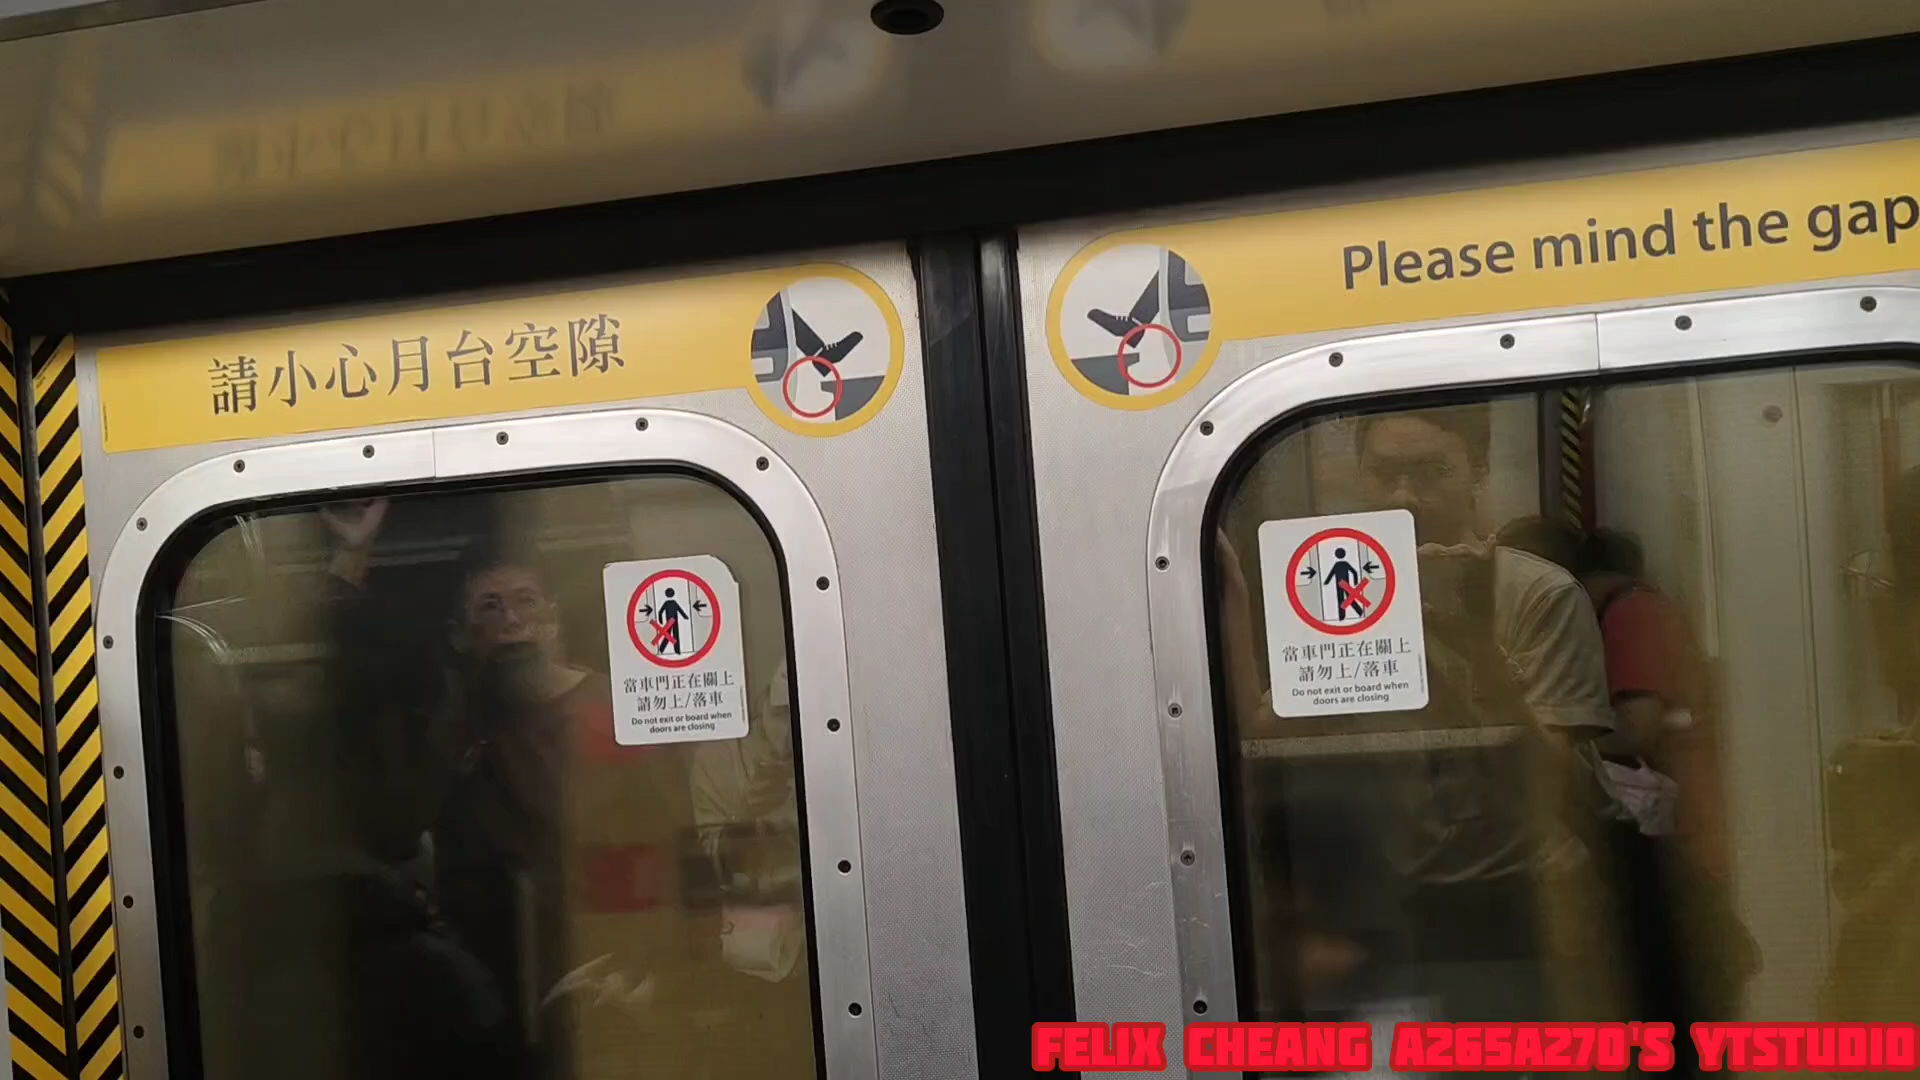 請小心月台空隙
Please mind the gap
當車門正在關上
請勿上/落車
Do not exit or board when
doors are closing
當車門正在關上
請勿上/落車
Do not exit or board when
doors are closing
FELIX CHEANG A265A270'S YTSTUDIO